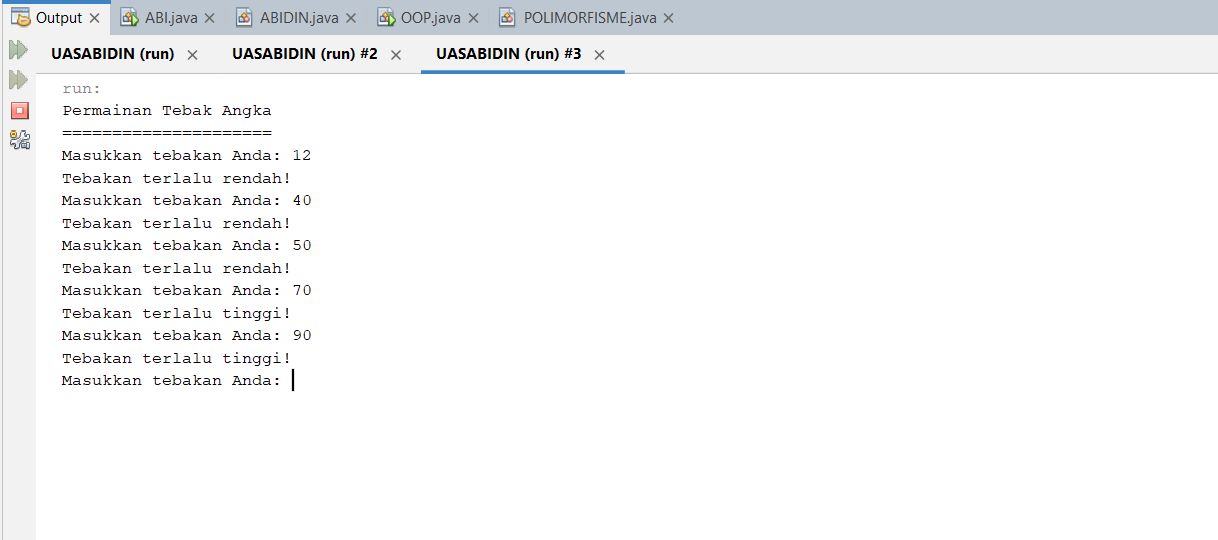 Output ABI.java ABIDIN.java OOP.java POLIMORFISME.java
UASABIDIN (run) UASABIDIN (run) #2 UASABIDIN (run) #3
run:
Permainan Tebak Angka
=====================
Masukkan tebakan Anda: 12
Tebakan terlalu rendah!
Masukkan tebakan Anda: 40
Tebakan terlalu rendah!
Masukkan tebakan Anda: 50
Tebakan terlalu rendah!
Masukkan tebakan Anda: 70
Tebakan terlalu tinggi!
Masukkan tebakan Anda: 90
Tebakan terlalu tinggi!
Masukkan tebakan Anda: